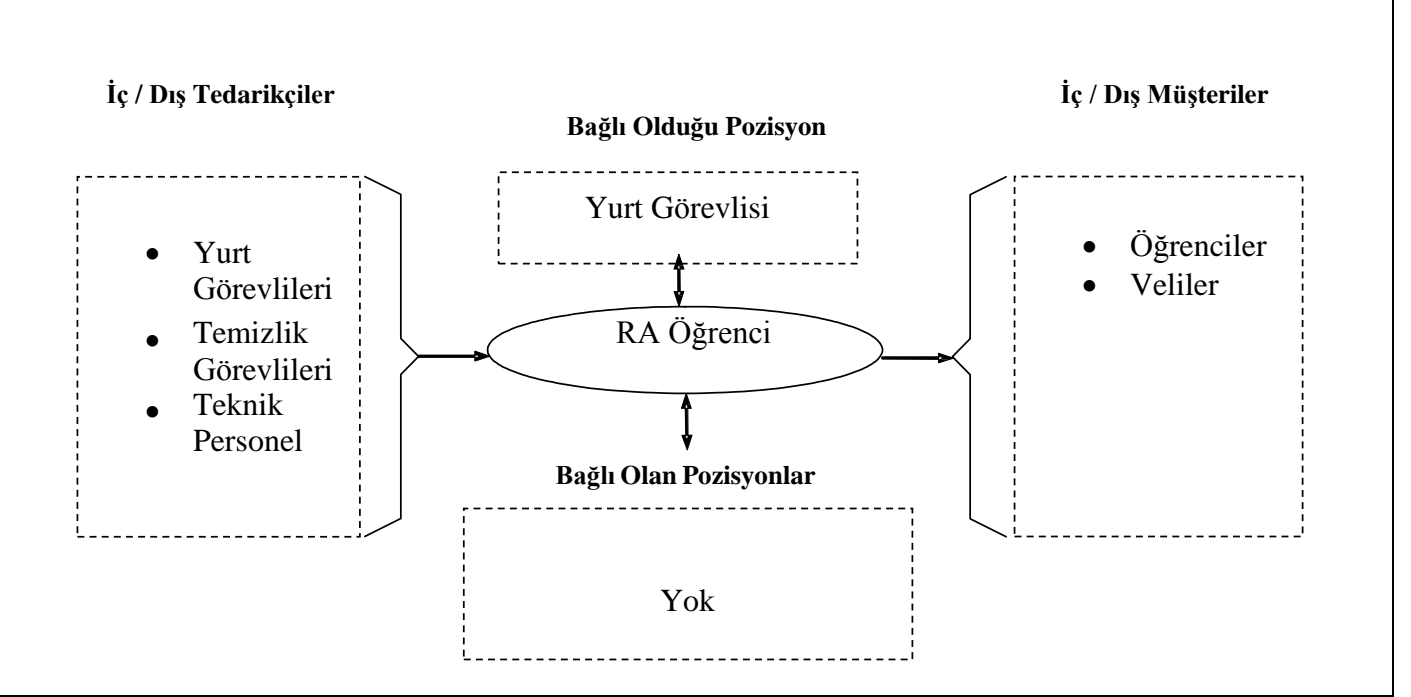 İç / Dış Tedarikçiler
İç / Dış Müşteriler
Bağlı Olduğu Pozisyon
Yurt Görevlisi
• Yurt
Görevlileri
• Temizlik
Görevlileri
• Teknik
Personel
RA Öğrenci
• Öğrenciler
• Veliler
Bağlı Olan Pozisyonlar
Yok